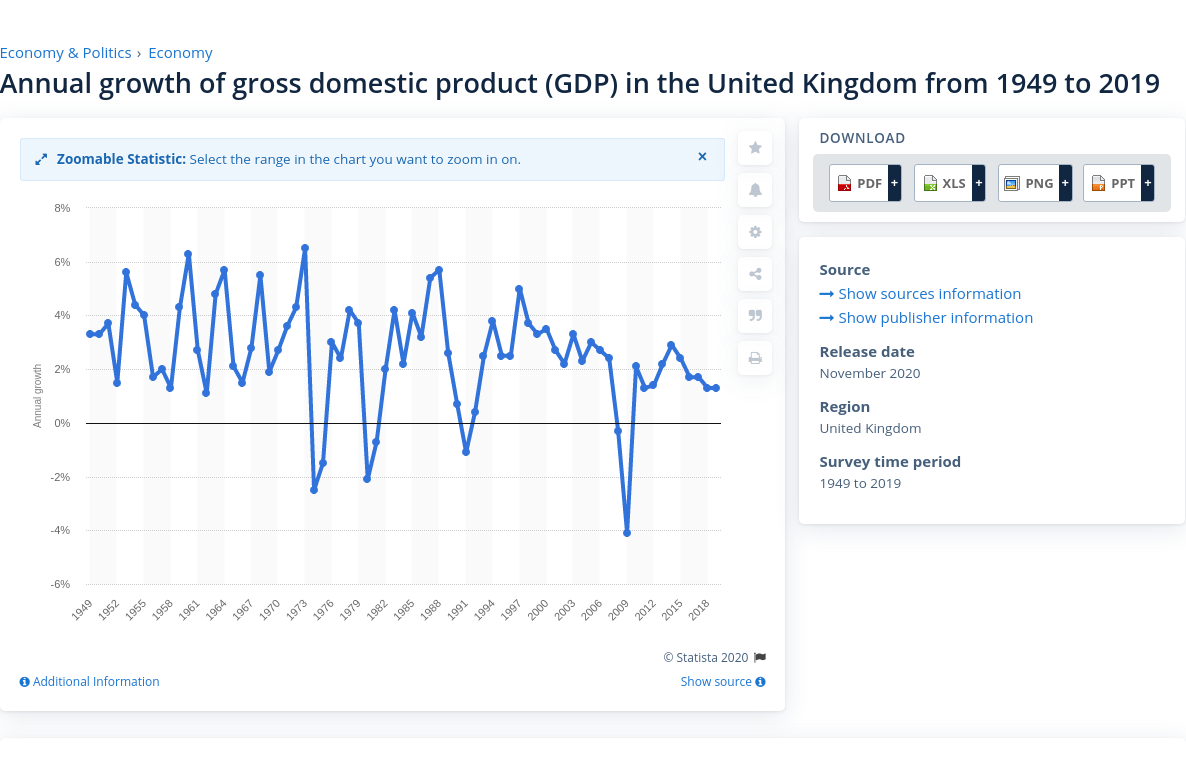 Economy & Politics › Economy
Annual growth of gross domestic product (GDP) in the United Kingdom from 1949 to 2019
Zoomable Statistic: Select the range in the chart you want to zoom in on. ×
8%
6%
4%
2%
0%
-2%
-4%
-6%
Annual growth
1949 1952 1955 1958 1961 1964 1967 1970 1973 1976 1979 1982 1985 1988 1991 1994 1997 2000 2003 2006 2009 2012 2015 2018
© Statista 2020
Additional Information
Show source
DOWNLOAD
PDF + XLS + PNG + PPT +
Source
Show sources information
Show publisher information
Release date
November 2020
Region
United Kingdom
Survey time period
1949 to 2019